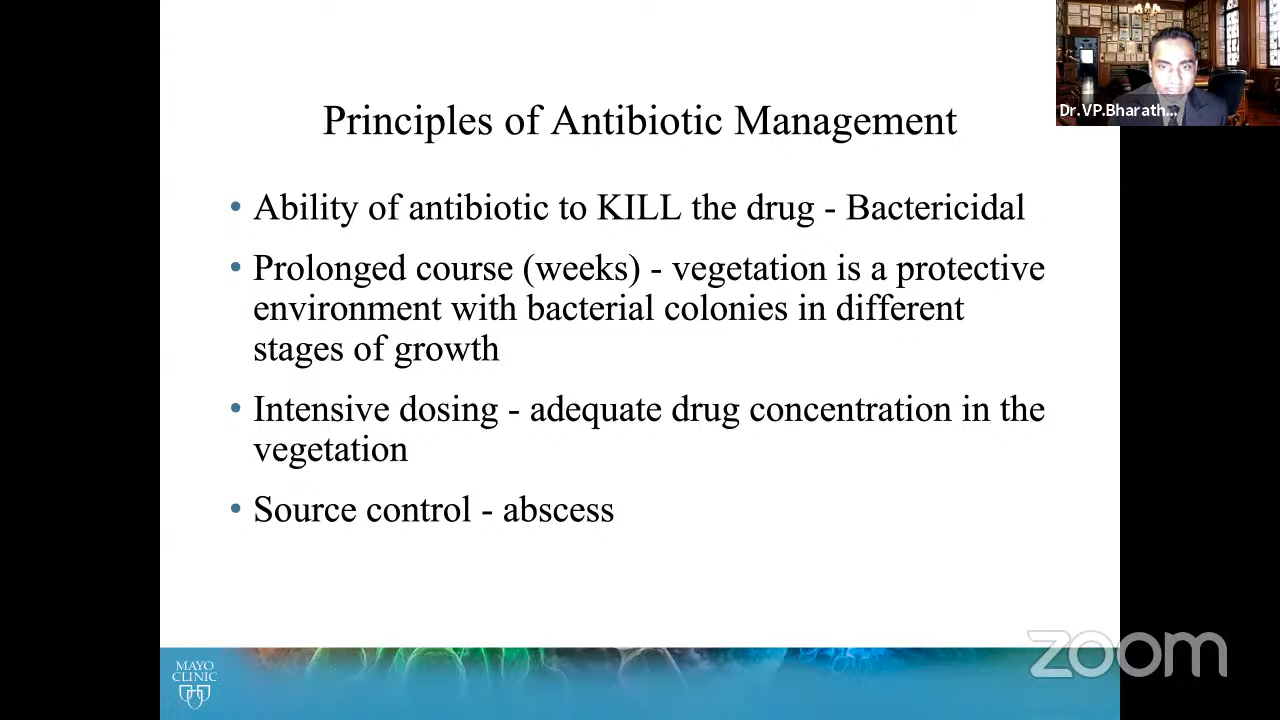 Dr.VP.Bharath...
Principles of Antibiotic Management
• Ability of antibiotic to KILL the drug - Bactericidal
• Prolonged course (weeks) - vegetation is a protective
environment with bacterial colonies in different
stages of growth
• Intensive dosing - adequate drug concentration in the
vegetation
• Source control - abscess
MAYO
CLINIC
zoom